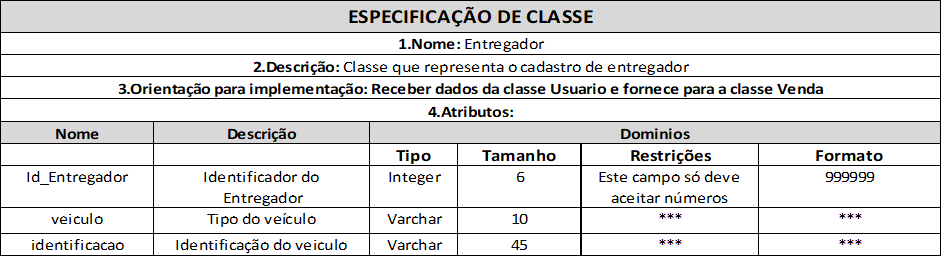 ESPECIFICAÇÃO DE CLASSE
1.Nome: Entregador
2.Descrição: Classe que representa o cadastro de entregador
3.Orientação para implementação: Receber dados da classe Usuario e fornece para a classe Venda
4.Atributos:
Nome Descrição Dominios
Tipo Tamanho Restrições Formato
Id_Entregador Identificador do Integer 6 Este campo só deve 999999
Entregador aceitar números
veiculo Tipo do veículo Varchar 10 *** ***
identificacao Identificação do veiculo Varchar 45 *** ***